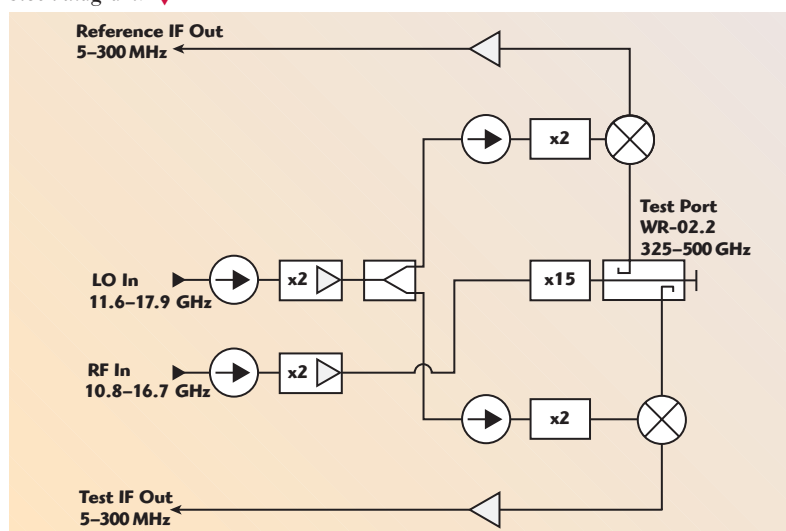 Reference IF Out
5–300 MHz
x2
Test Port
WR-02.2
325–500 GHz
LO In
11.6–17.9 GHz
x2
x15
RF In
10.8–16.7 GHz
x2
x2
Test IF Out
5–300 MHz